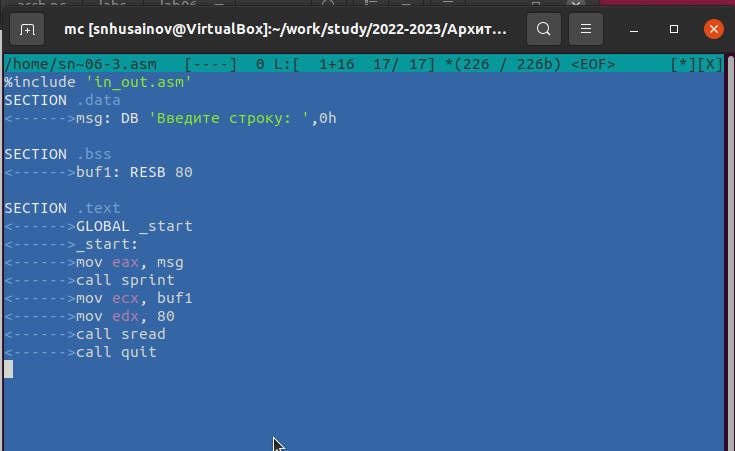 mc [snhusainov@VirtualBox]:~/work/study/2022-2023/Архит...
/home/sn~06-3.asm [----] 0 L:[ 1+16 17/ 17] *(226 / 226b) <EOF> [*][X]
%include 'in_out.asm'
SECTION .data
<------>msg: DB 'Введите строку: ',0h
SECTION .bss
<------>buf1: RESB 80
SECTION .text
<------>GLOBAL _start
<------>_start:
<------>mov eax, msg
<------>call sprint
<------>mov ecx, buf1
<------>mov edx, 80
<------>call sread
<------>call quit